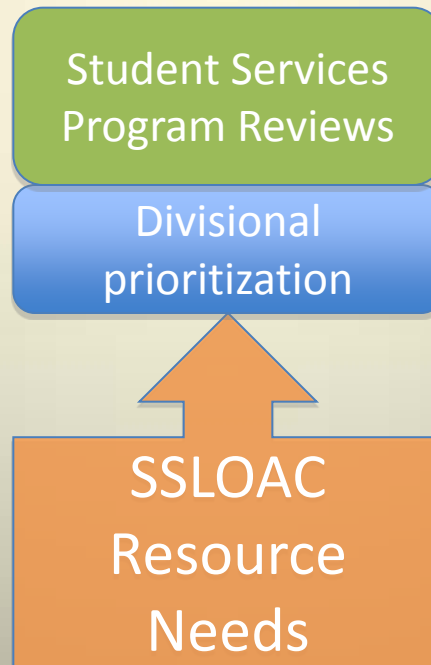 Student Services
Program Reviews
Divisional
prioritization
SSLOAC
Resource
Needs